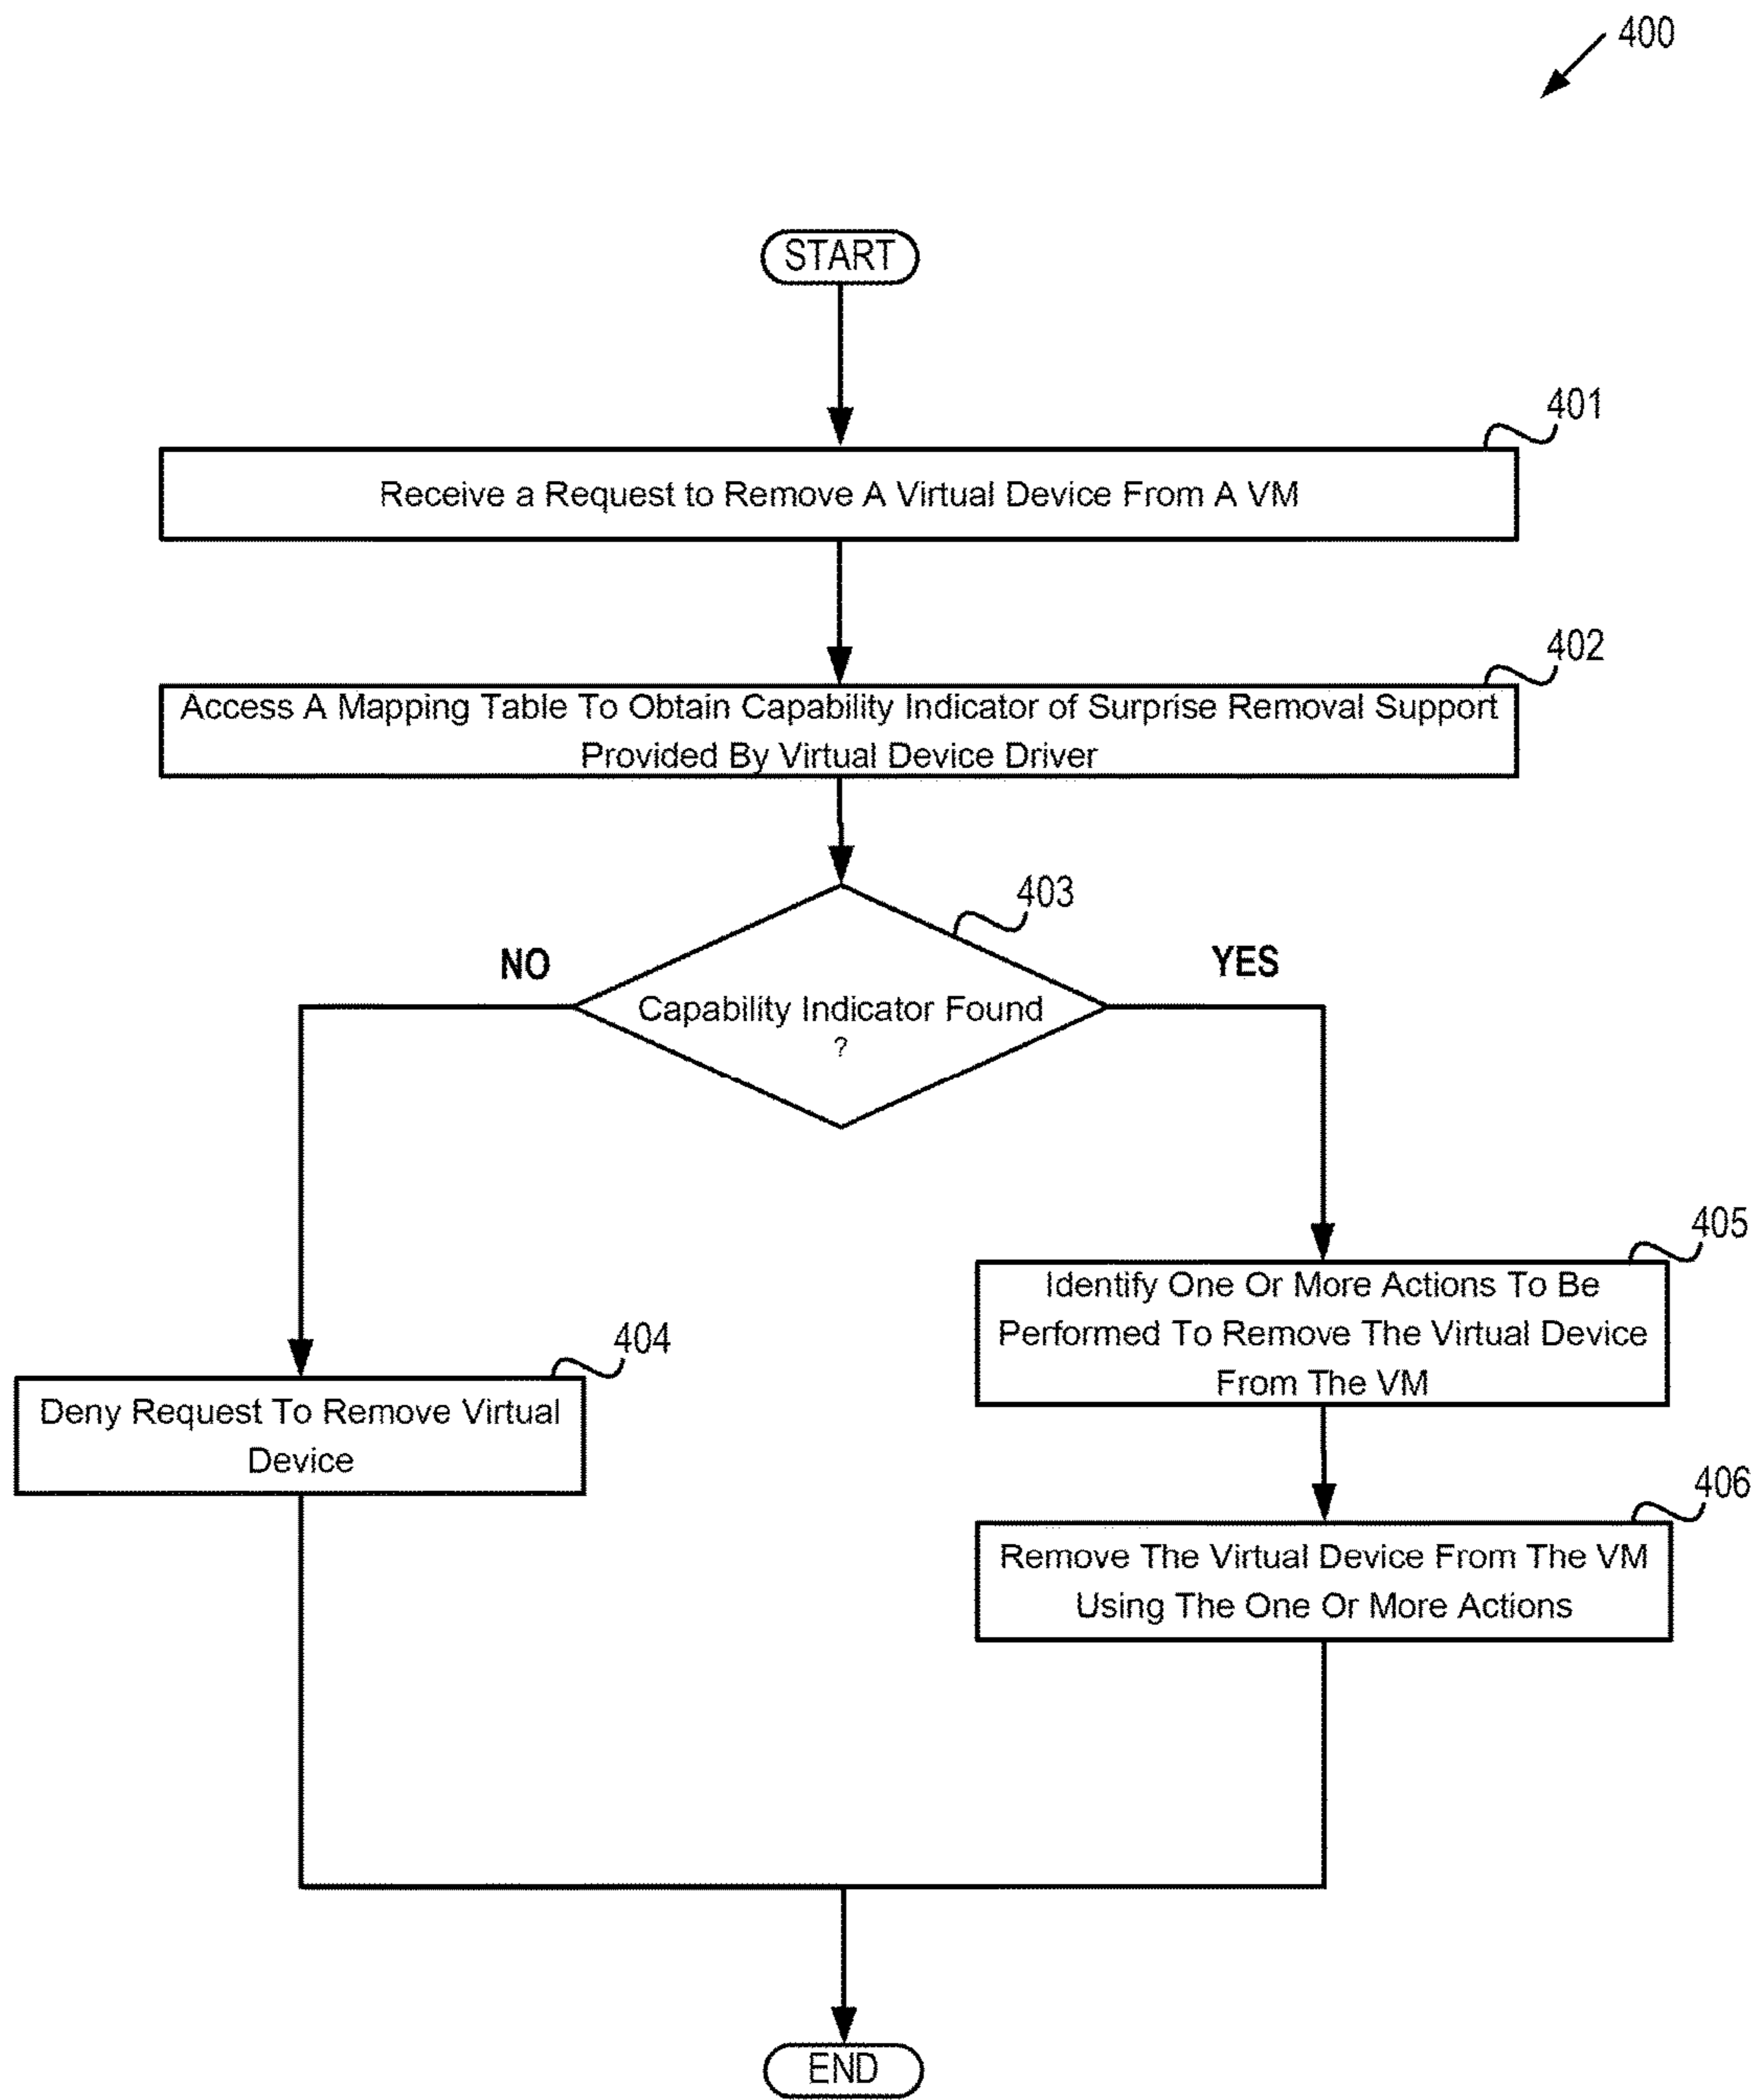 400
START
401
Receive a Request to Remove A Virtual Device From A VM
402
Access A Mapping Table To Obtain Capability Indicator of Surprise Removal Support
Provided By Virtual Device Driver
403
NO
YES
Capability Indicator Found
?
405
Identify One Or More Actions To Be
Performed To Remove The Virtual Device
From The VM
404
Deny Request To Remove Virtual
Device
406
Remove The Virtual Device From The VM
Using The One Or More Actions
END